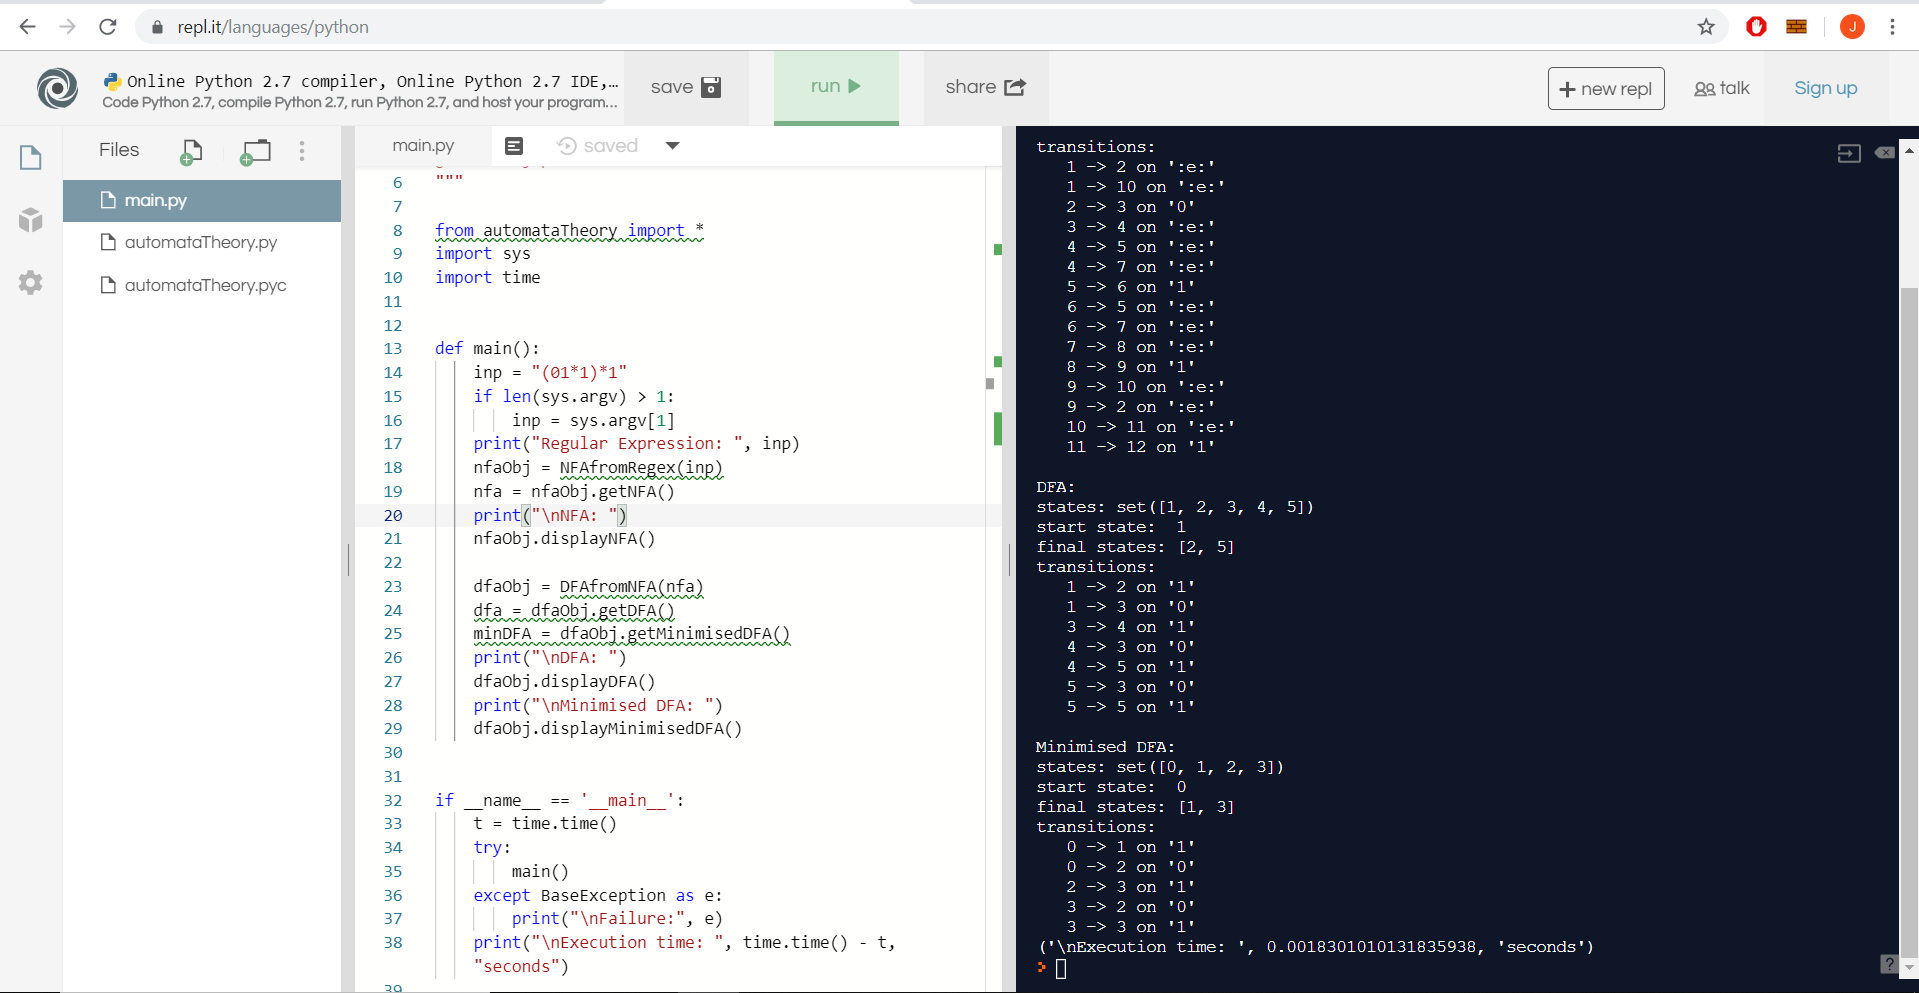 repl.it/languages/python
J
Online Python 2.7 compiler, Online Python 2.7 IDE,...
Code Python 2.7, compile Python 2.7, run Python 2.7, and host your program...
save
run
share
+ new repl
talk
Sign up
Files
main.py
automataTheory.py
automataTheory.pyc
main.py
saved
6 """
7
8 from automataTheory import *
9 import sys
10 import time
11
12
13 def main():
14 inp = "(01*1)*1"
15 if len(sys.argv) > 1:
16 inp = sys.argv[1]
17 print("Regular Expression: ", inp)
18 nfaObj = NFAfromRegex(inp)
19 nfa = nfaObj.getNFA()
20 print("\nNFA: ")
21 nfaObj.displayNFA()
22
23 dfaObj = DFAfromNFA(nfa)
24 dfa = dfaObj.getDFA()
25 minDFA = dfaObj.getMinimisedDFA()
26 print("\nDFA: ")
27 dfaObj.displayDFA()
28 print("\nMinimised DFA: ")
29 dfaObj.displayMinimisedDFA()
30
31
32 if __name__ == '__main__':
33 t = time.time()
34 try:
35 main()
36 except BaseException as e:
37 print("\nFailure:", e)
38 print("\nExecution time: ", time.time() - t,
"seconds")
39
transitions:
1 -> 2 on ':e:'
1 -> 10 on ':e:'
2 -> 3 on '0'
3 -> 4 on ':e:'
4 -> 5 on ':e:'
4 -> 7 on ':e:'
5 -> 6 on '1'
6 -> 5 on ':e:'
6 -> 7 on ':e:'
7 -> 8 on ':e:'
8 -> 9 on '1'
9 -> 10 on ':e:'
9 -> 2 on ':e:'
10 -> 11 on ':e:'
11 -> 12 on '1'
DFA:
states: set([1, 2, 3, 4, 5])
start state:  1
final states: [2, 5]
transitions:
1 -> 2 on '1'
1 -> 3 on '0'
3 -> 4 on '1'
4 -> 3 on '0'
4 -> 5 on '1'
5 -> 3 on '0'
5 -> 5 on '1'
Minimised DFA:
states: set([0, 1, 2, 3])
start state:  0
final states: [1, 3]
transitions:
0 -> 1 on '1'
0 -> 2 on '0'
2 -> 3 on '1'
3 -> 2 on '0'
3 -> 3 on '1'
('\nExecution time: ', 0.0018301010131835938, 'seconds')
>
?